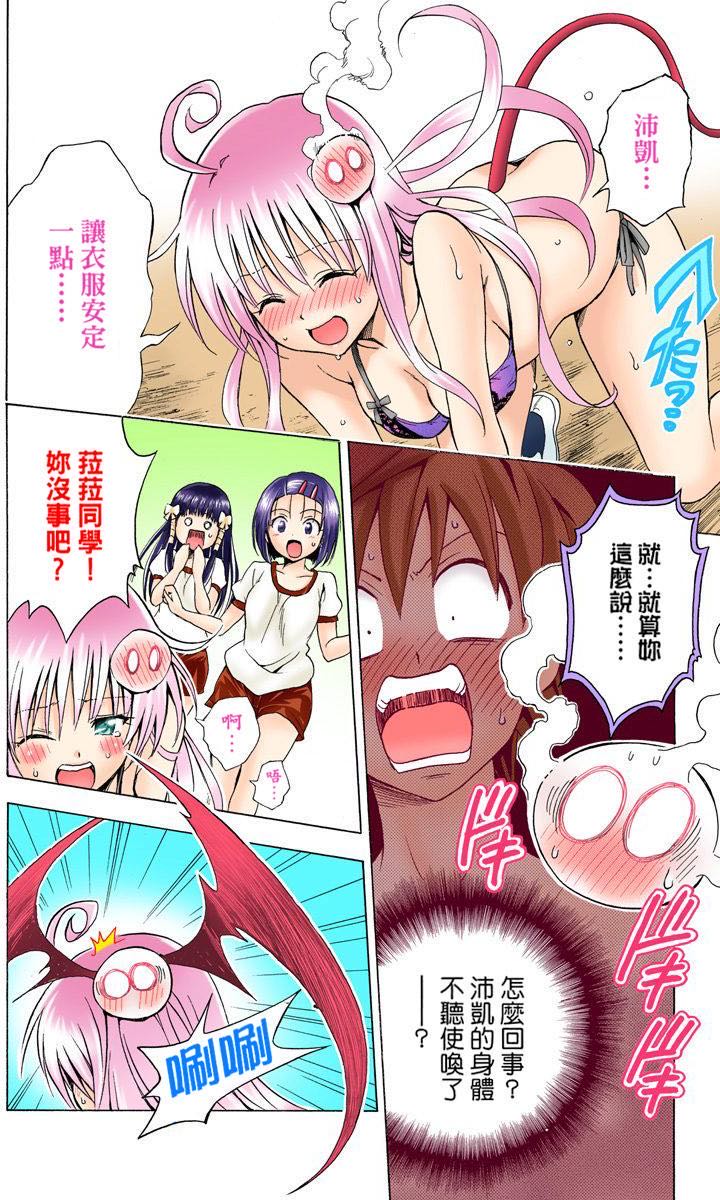 沛凱…
讓衣服安定
一點……
へたっ…
就…就算妳
這麼說……
ドキ
ドキ
ドキ
怎麼回事？
沛凱的身體
不聽使喚了
──？
菈菈同學！
妳沒事吧？
啊…
唔…
唰唰